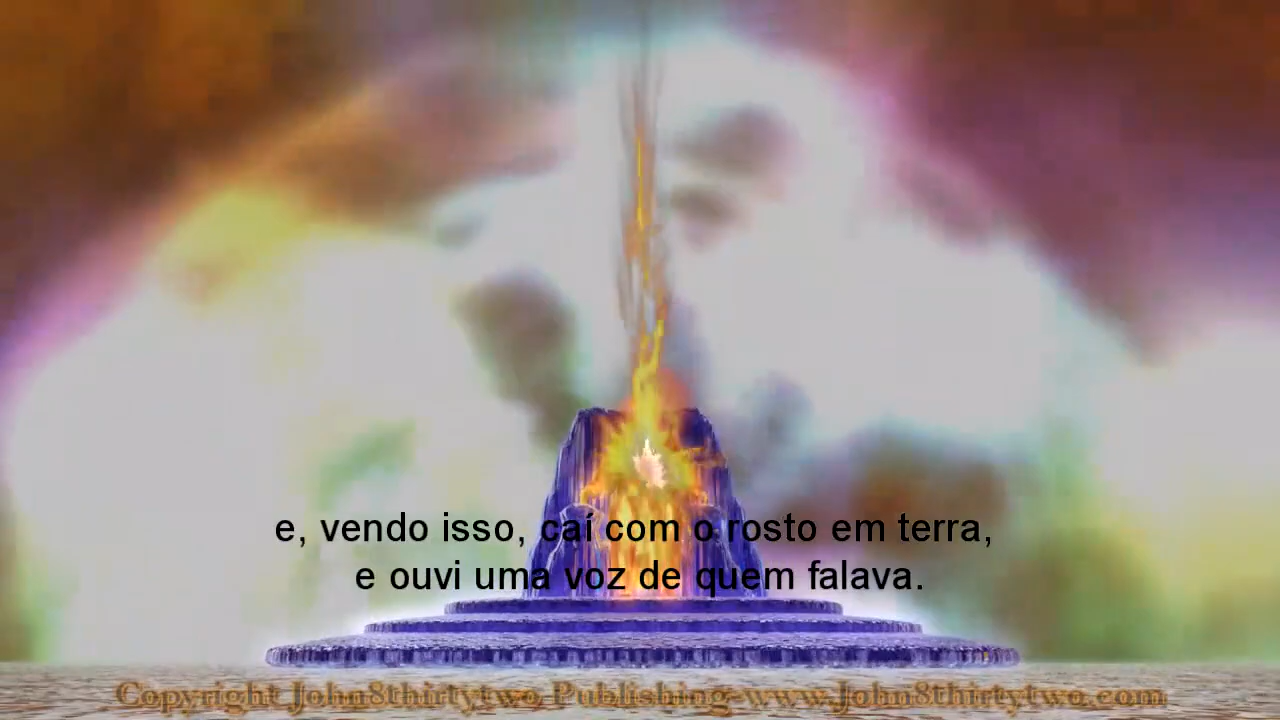 e, vendo isso, caí com o rosto em terra,
e ouvi uma voz de quem falava.
Copyright John8thirtytwo Publishing-www.John8thirtytwo.com